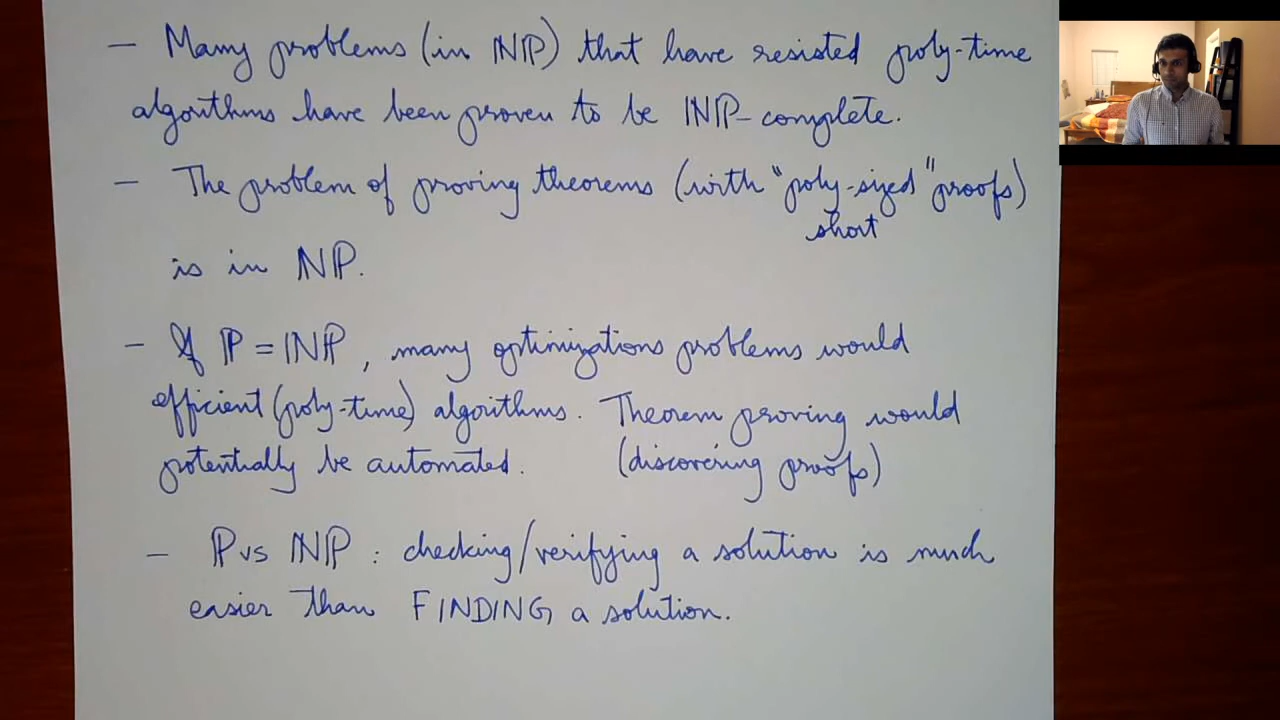 - Many problems (in NP) that have resisted poly-time
algorithms have been proven to be NP-complete.
- The problem of proving theorems (with "poly-sized" proofs)
short
is in NP.
- If P = NP, many optimizations problems would
efficient (poly-time) algorithms. Theorem proving would
potentially be automated. (discovering proofs)
- P vs NP : checking/verifying a solution is much
easier than FINDING a solution.